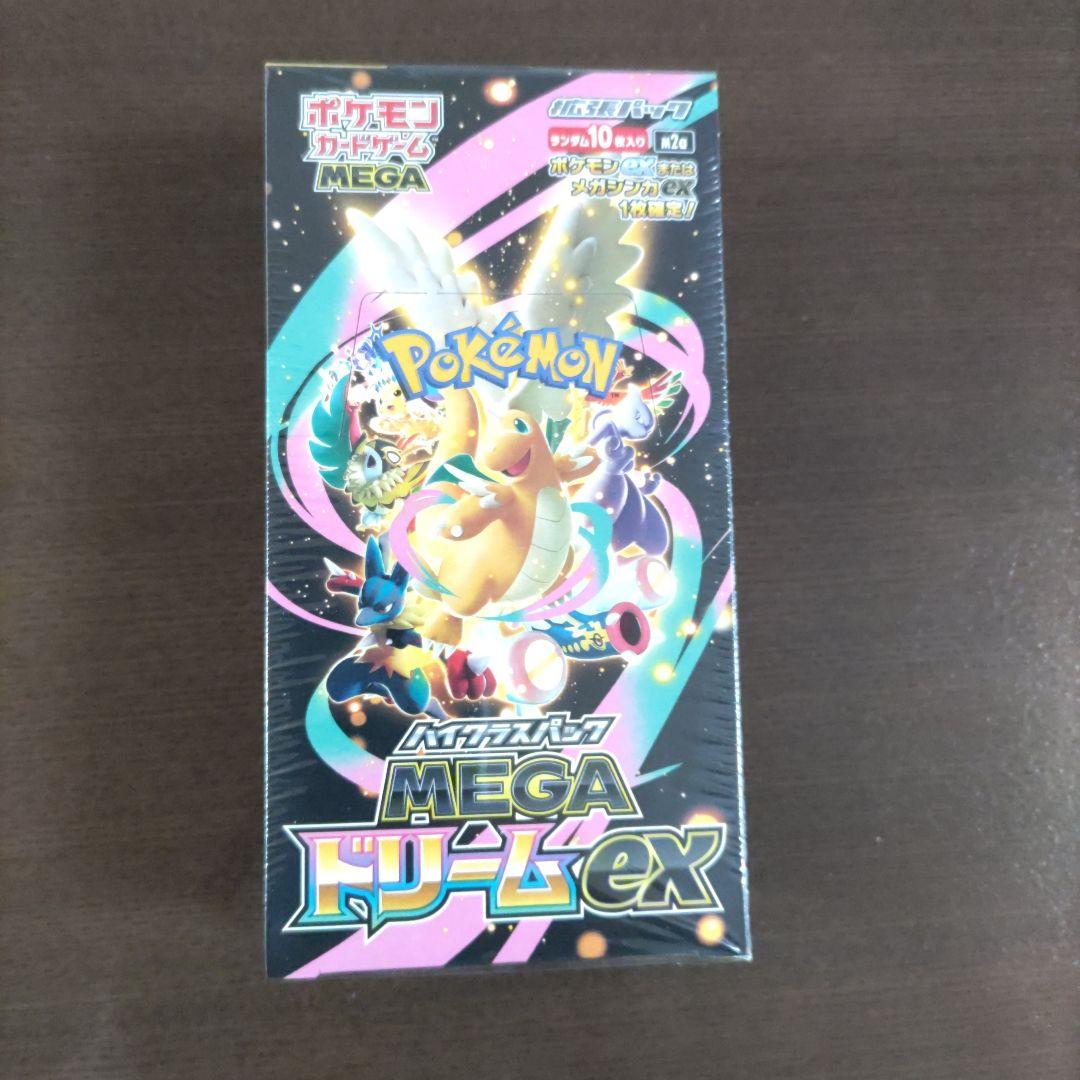 ポケモン
カードゲーム
MEGA
拡張パック
ランダム10枚入り m2a
ポケモンexまたは
メガシンカex
1枚確定!
POKéMON
ハイクラスパック
MEGA
ドリームex